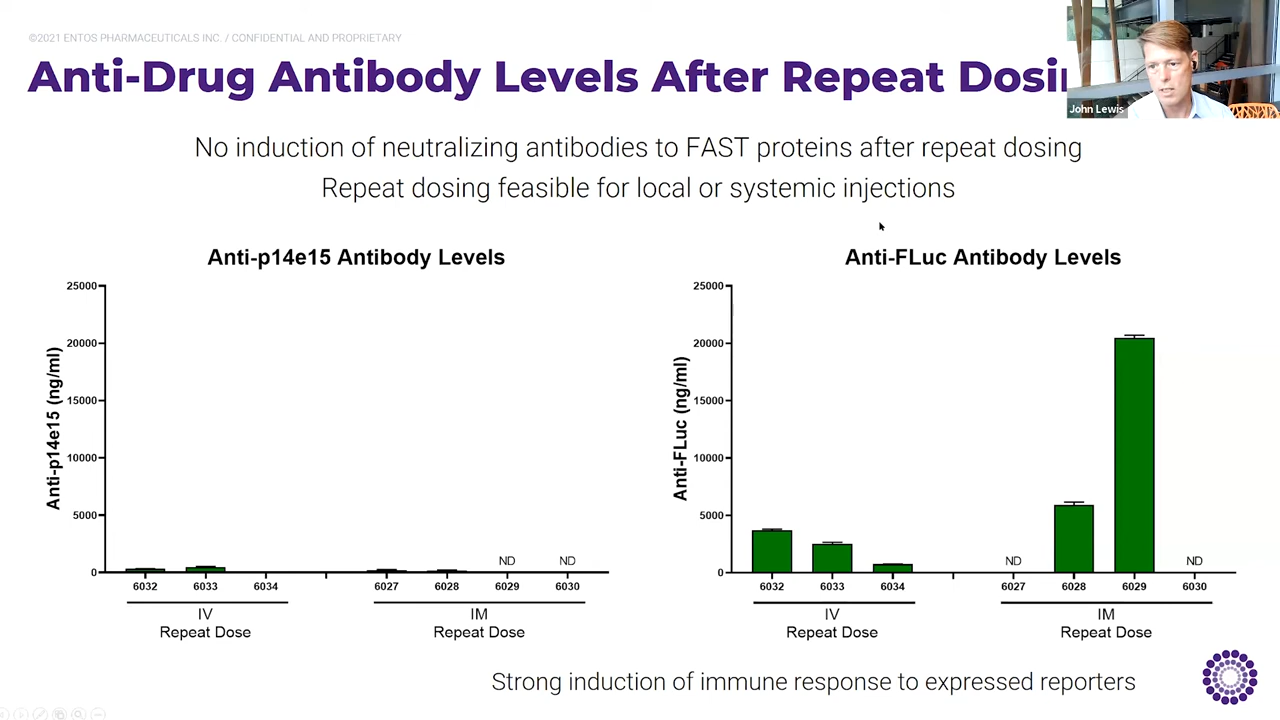 ©2021 ENTOS PHARMACEUTICALS INC. / CONFIDENTIAL AND PROPRIETARY
Anti-Drug Antibody Levels After Repeat
John Lewis
No induction of neutralizing antibodies to FAST proteins after repeat dosing
Repeat dosing feasible for local or systemic injections
Anti-p14e15 Antibody Levels
25000
20000
15000
10000
5000
0
Anti-p14e15 (ng/ml)
ND
ND
6032 6033 6034 6027 6028 6029 6030
IV
Repeat Dose
IM
Repeat Dose
Anti-FLuc Antibody Levels
25000
20000
15000
10000
5000
0
Anti-FLuc (ng/ml)
ND
ND
6032 6033 6034 6027 6028 6029 6030
IV
Repeat Dose
IM
Repeat Dose
Strong induction of immune response to expressed reporters